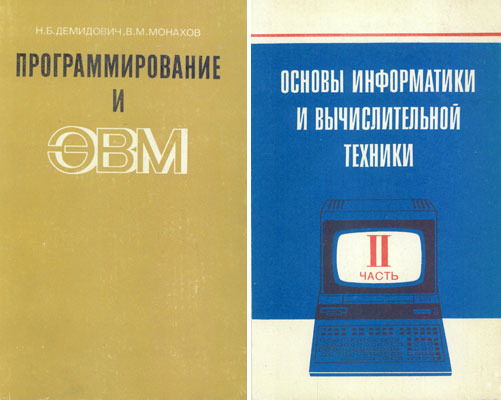 Н.Б.ДЕМИДОВИЧ, В.М.МОНАХОВ
ПРОГРАММИРОВАНИЕ
И
ЭВМ
ОСНОВЫ ИНФОРМАТИКИ
И ВЫЧИСЛИТЕЛЬНОЙ
ТЕХНИКИ
II
ЧАСТЬ